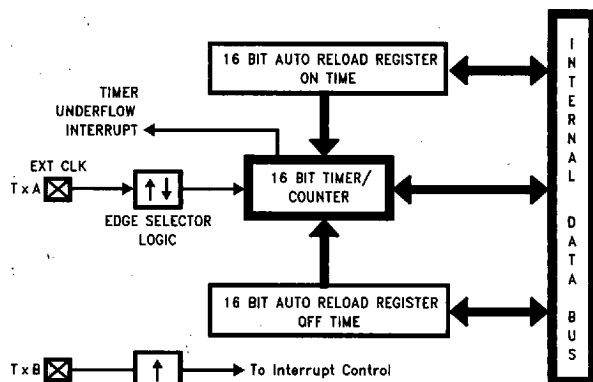 16 BIT AUTO RELOAD REGISTER
ON TIME
TIMER
UNDERFLOW
INTERRUPT
EXT CLK
TxA
16 BIT TIMER/
COUNTER
EDGE SELECTOR
LOGIC
16 BIT AUTO RELOAD REGISTER
OFF TIME
TxB
To Interrupt Control
INTERNAL DATA BUS